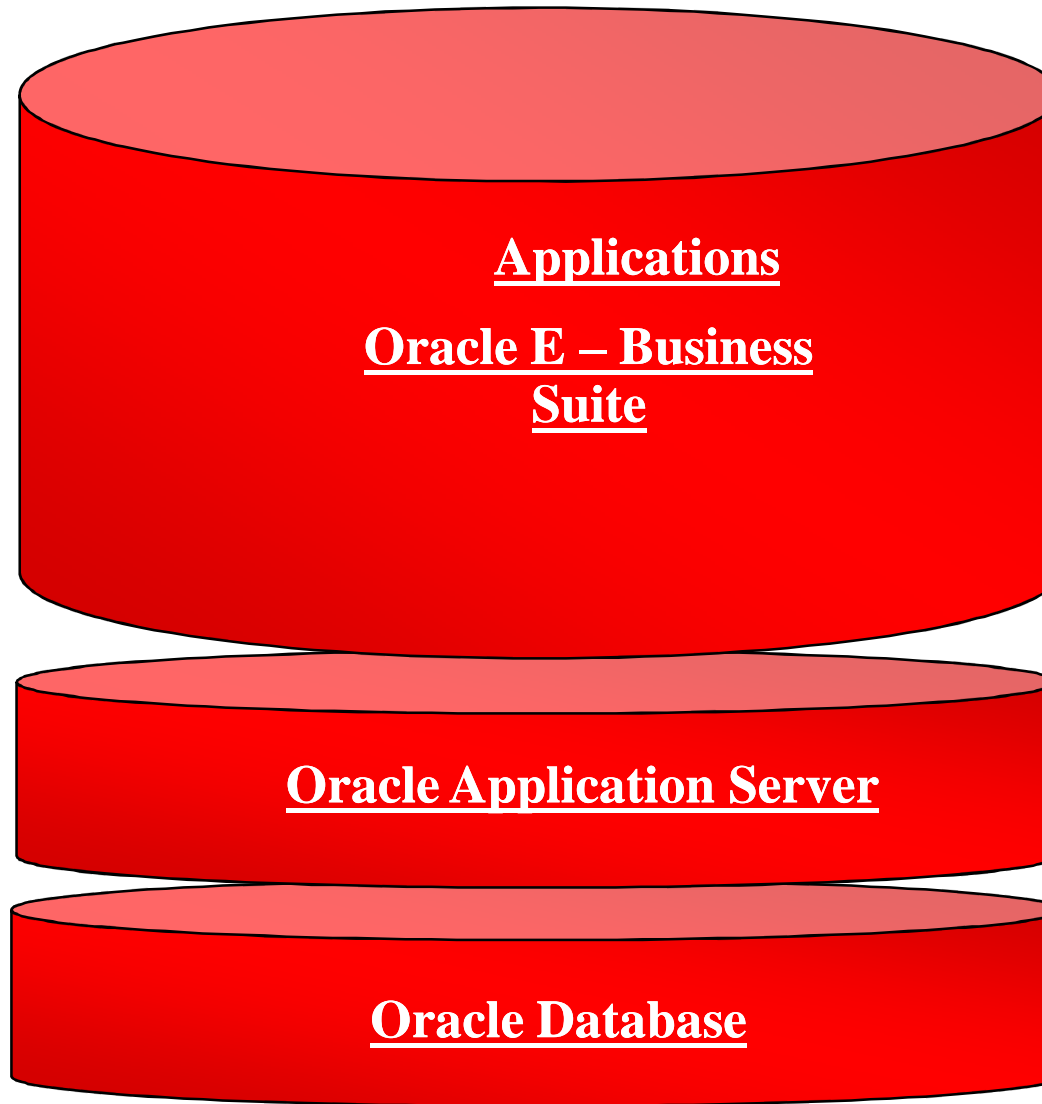 Applications
Oracle E – Business
Suite
Oracle Application Server
Oracle Database